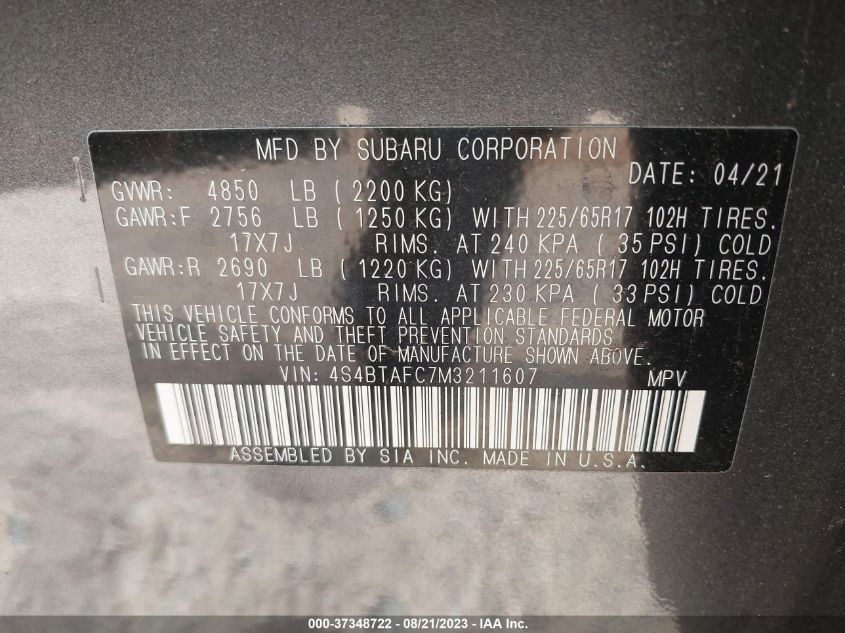 MFD BY SUBARU CORPORATION
DATE: 04/21
GVWR: 4850 LB ( 2200 KG)
GAWR:F 2756 LB ( 1250 KG) WITH 225/65R17 102H TIRES.
17X7J RIMS. AT 240 KPA ( 35 PSI) COLD
GAWR:R 2690 LB ( 1220 KG) WITH 225/65R17 102H TIRES.
17X7J RIMS. AT 230 KPA ( 33 PSI) COLD
THIS VEHICLE CONFORMS TO ALL APPLICABLE FEDERAL MOTOR
VEHICLE SAFETY AND THEFT PREVENTION STANDARDS
IN EFFECT ON THE DATE OF MANUFACTURE SHOWN ABOVE.
VIN: 4S4BTAFC7M3211607 MPV
ASSEMBLED BY SIA INC. MADE IN U.S.A.
000-37348722 - 08/21/2023 - IMPACT AUCTIONS INC.